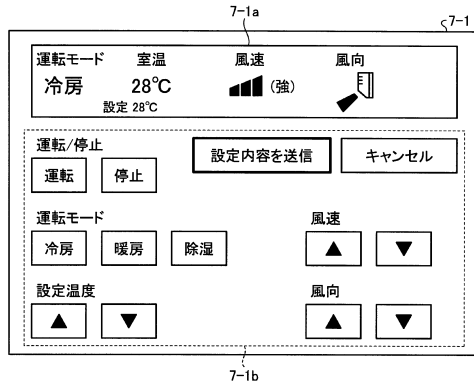 7-1a
7-1
運転モード 室温 風速 風向
冷房 28℃ (強)
設定 28℃
運転/停止
設定内容を送信 キャンセル
運転 停止
運転モード 風速
冷房 暖房 除湿 ▲ ▼
設定温度 風向
▲ ▼ ▲ ▼
7-1b